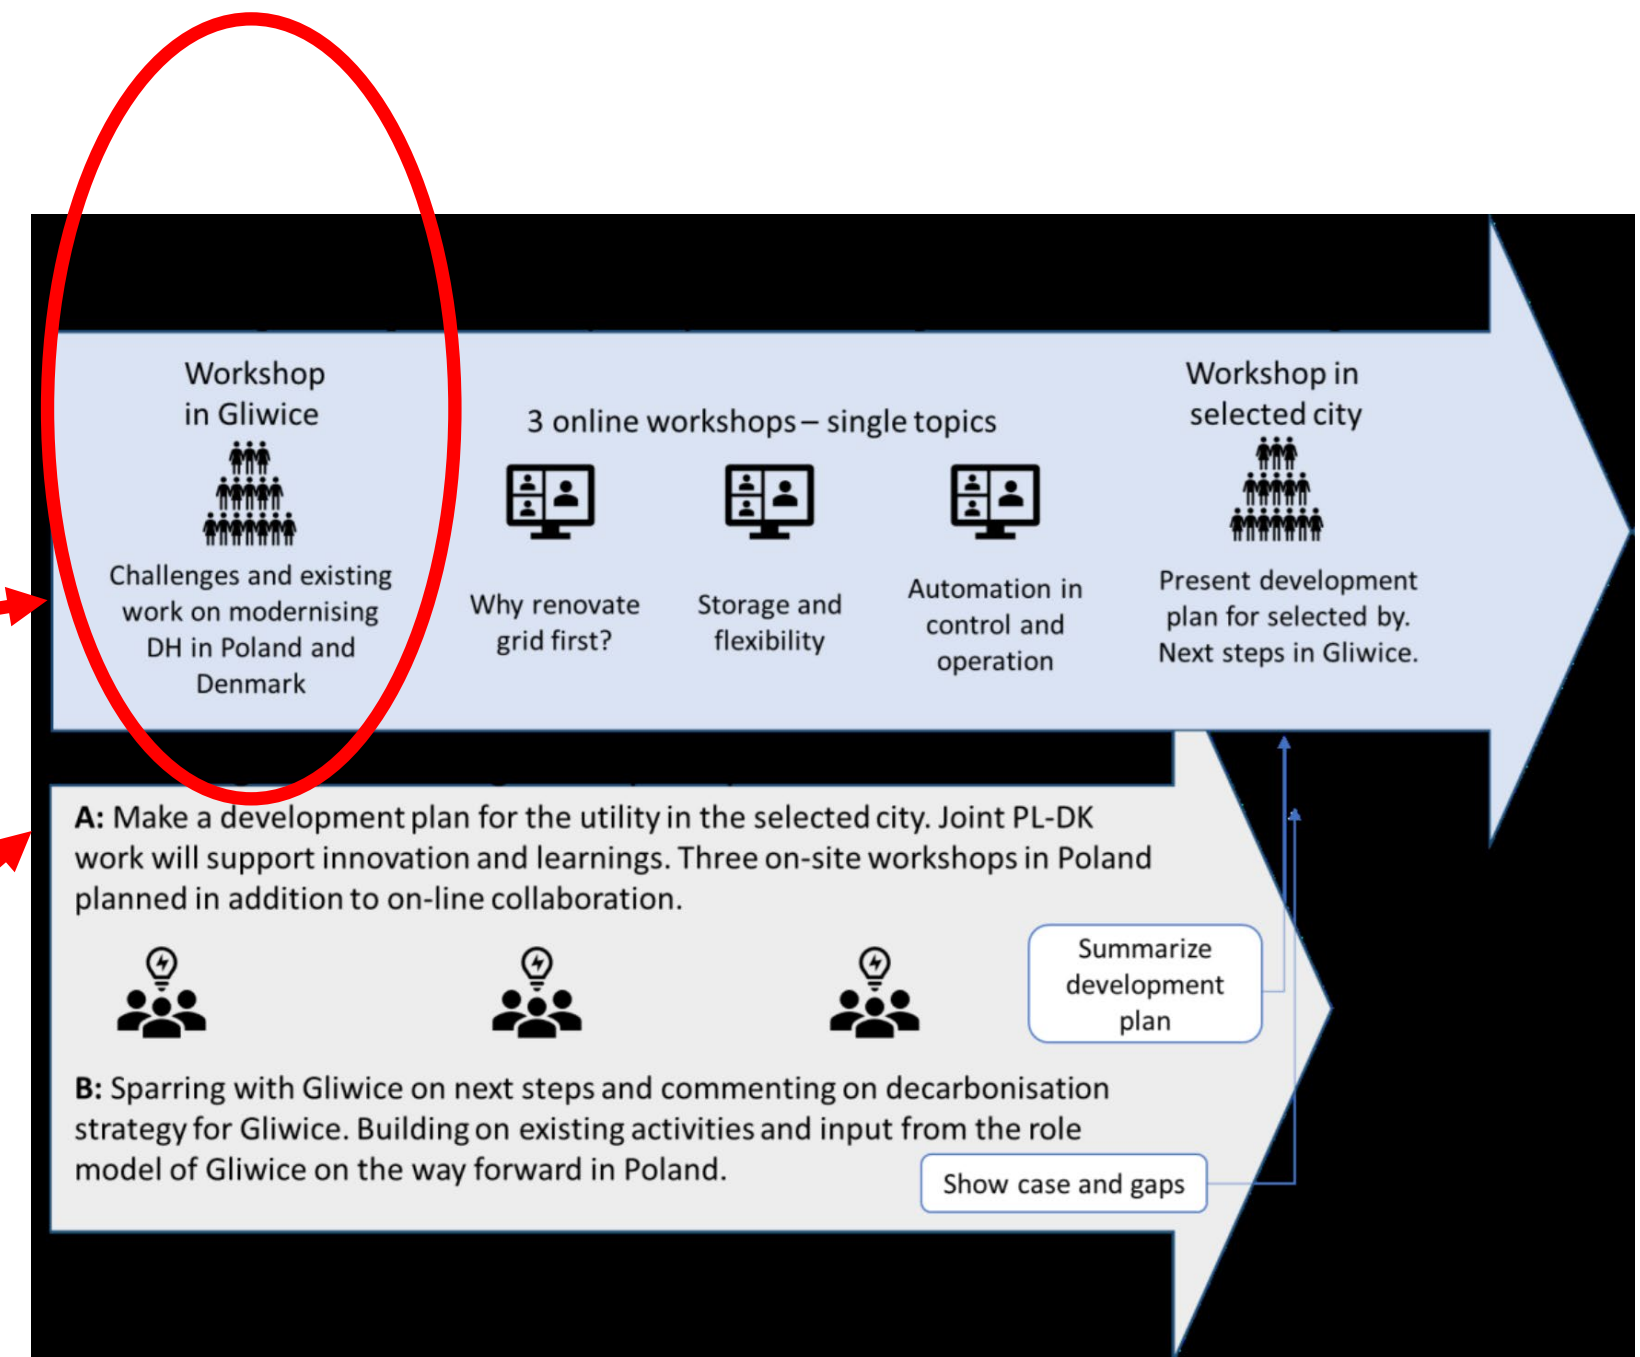 Workshop
in Gliwice
Challenges and existing
work on modernising
DH in Poland and
Denmark
3 online workshops – single topics
Why renovate
grid first?
Storage and
flexibility
Automation in
control and
operation
Workshop in
selected city
Present development
plan for selected by.
Next steps in Gliwice.
A: Make a development plan for the utility in the selected city. Joint PL-DK
work will support innovation and learnings. Three on-site workshops in Poland
planned in addition to on-line collaboration.
Summarize
development
plan
B: Sparring with Gliwice on next steps and commenting on decarbonisation
strategy for Gliwice. Building on existing activities and input from the role
model of Gliwice on the way forward in Poland.
Show case and gaps